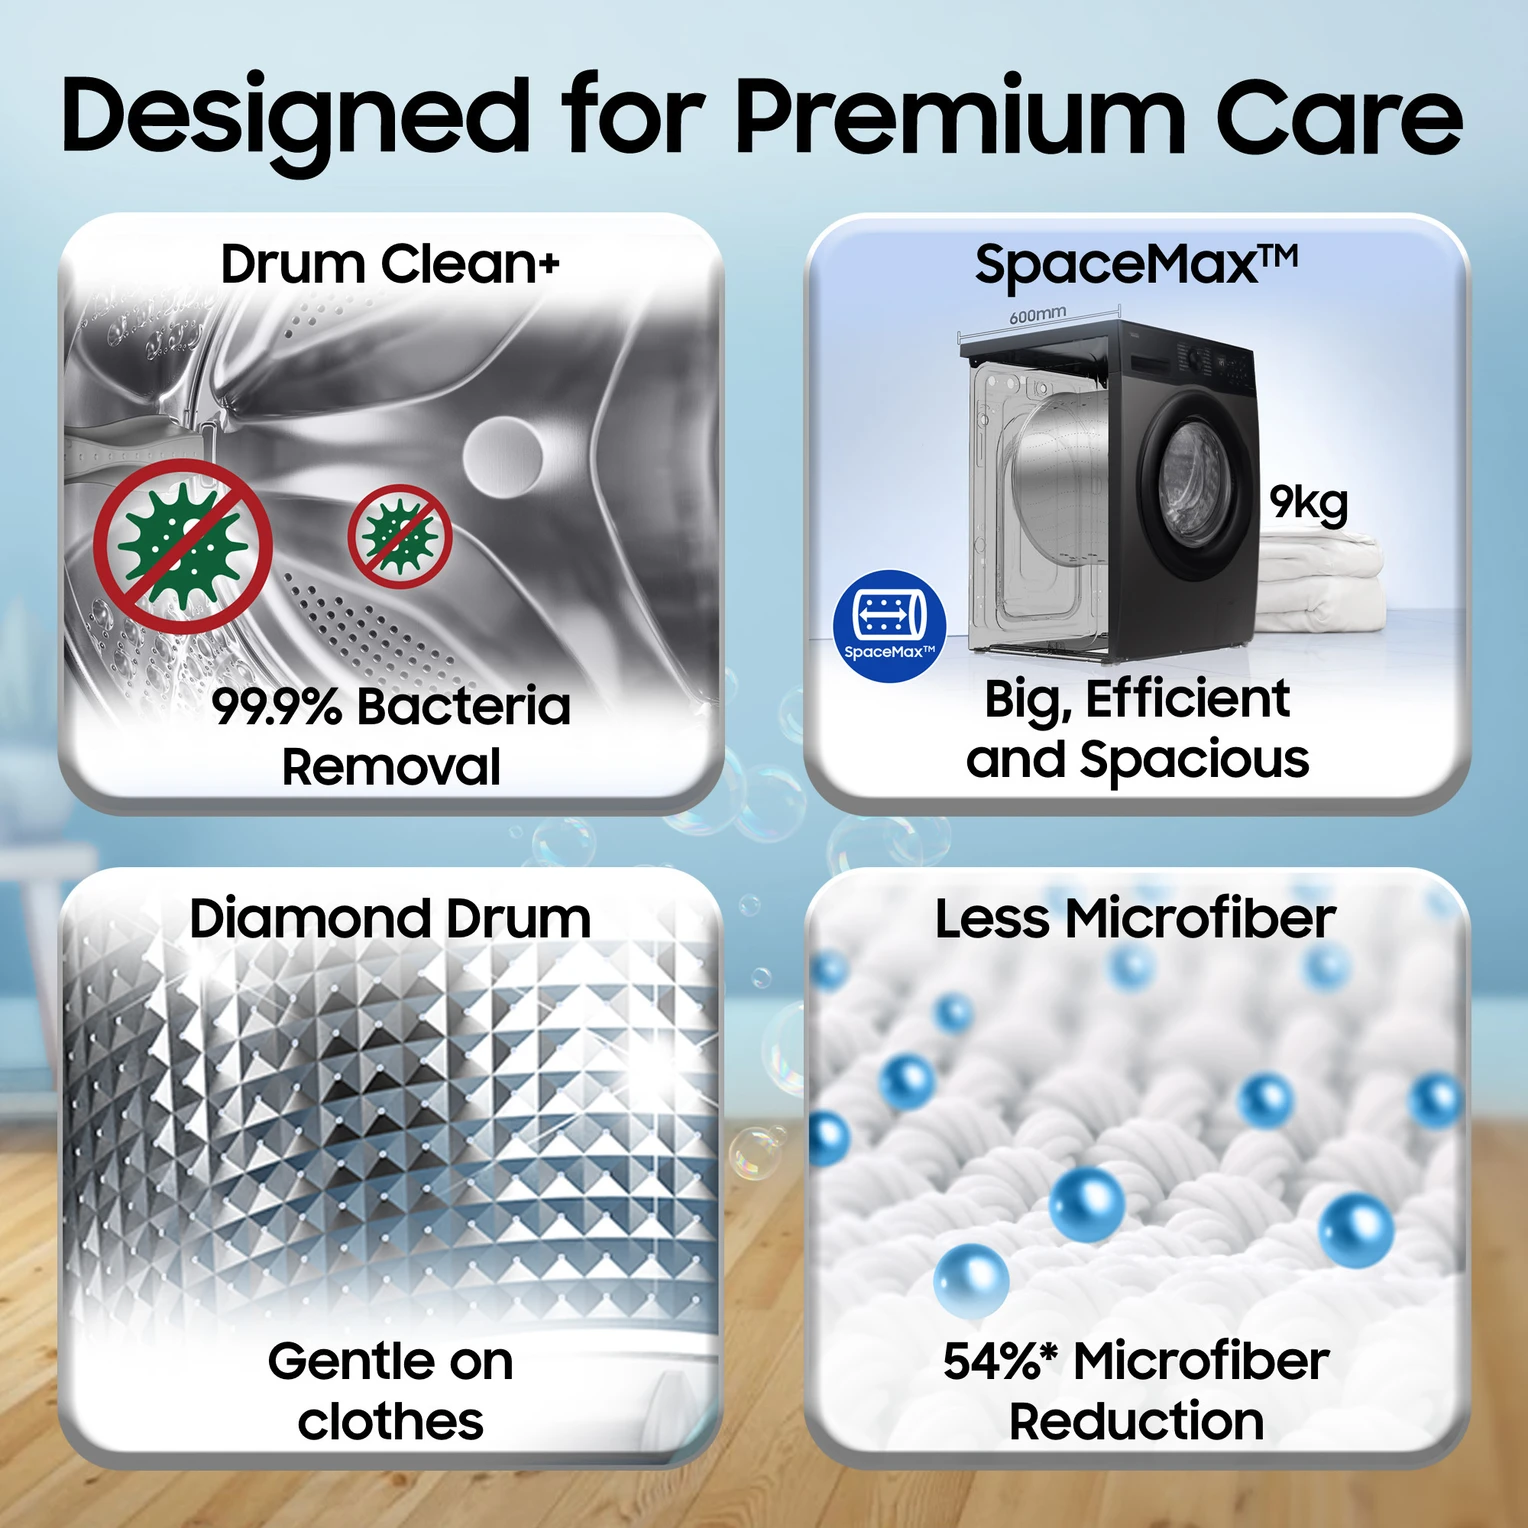 Designed for Premium Care
Drum Clean+
99.9% Bacteria
Removal
SpaceMax™
600mm
9kg
SpaceMax™
Big, Efficient
and Spacious
Diamond Drum
Gentle on
clothes
Less Microfiber
54%* Microfiber
Reduction